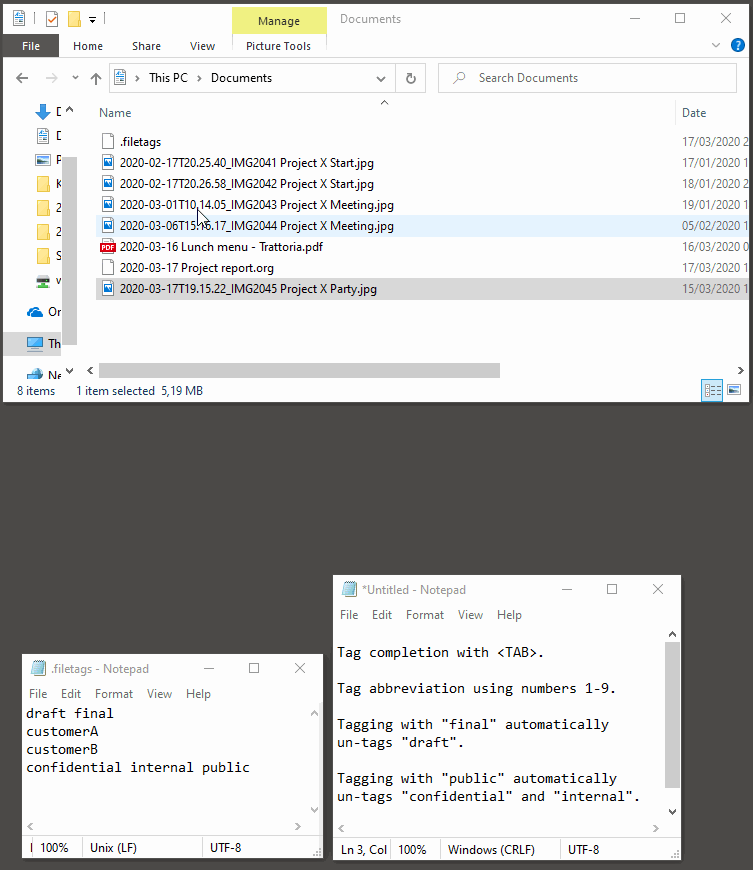 Manage
Documents
File
Home
Share
View
Picture Tools
This PC
Documents
Search Documents
Name
Date
.filetags
17/03/2020 2
2020-02-17T20.25.40_IMG2041 Project X Start.jpg
17/01/2020 1
2020-02-17T20.26.58_IMG2042 Project X Start.jpg
18/01/2020 2
2020-03-01T10.14.05_IMG2043 Project X Meeting.jpg
19/01/2020 1
2020-03-06T15.46.17_IMG2044 Project X Meeting.jpg
05/02/2020 1
PDF
2020-03-16 Lunch menu - Trattoria.pdf
16/03/2020 0
2020-03-17 Project report.org
17/03/2020 1
2020-03-17T19.15.22_IMG2045 Project X Party.jpg
15/03/2020 1
On
Th
Ne
8 items
1 item selected 5,19 MB
*Untitled - Notepad
File Edit Format View Help
Tag completion with <TAB>.
Tag abbreviation using numbers 1-9.
Tagging with "final" automatically
un-tags "draft".
Tagging with "public" automatically
un-tags "confidential" and "internal".
Ln 3, Col
100%
Windows (CRLF)
UTF-8
.filetags - Notepad
File Edit Format View Help
draft final
customerA
customerB
confidential internal public
100%
Unix (LF)
UTF-8